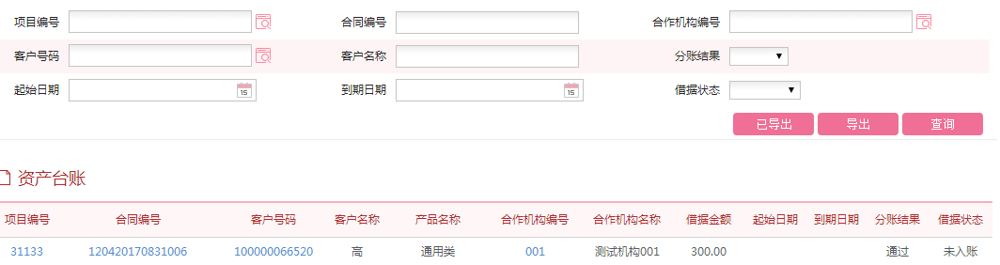 项目编号 合同编号 合作机构编号
客户号码 客户名称 分账结果
起始日期 15 到期日期 15 借据状态
已导出 导出 查询
资产台账
项目编号 合同编号 客户号码 客户名称 产品名称 合作机构编号 合作机构名称 借据金额 起始日期 到期日期 分账结果 借据状态
31133 120420170831006 100000066520 高 通用类 001 测试机构001 300.00 通过 未入账